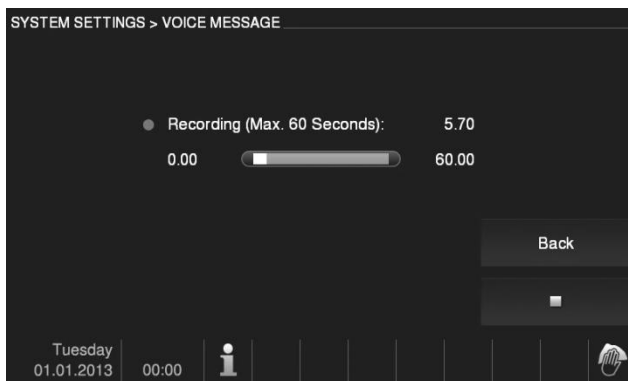 SYSTEM SETTINGS > VOICE MESSAGE
Recording (Max. 60 Seconds): 5.70
0.00 60.00
Back
Tuesday
01.01.2013 00:00